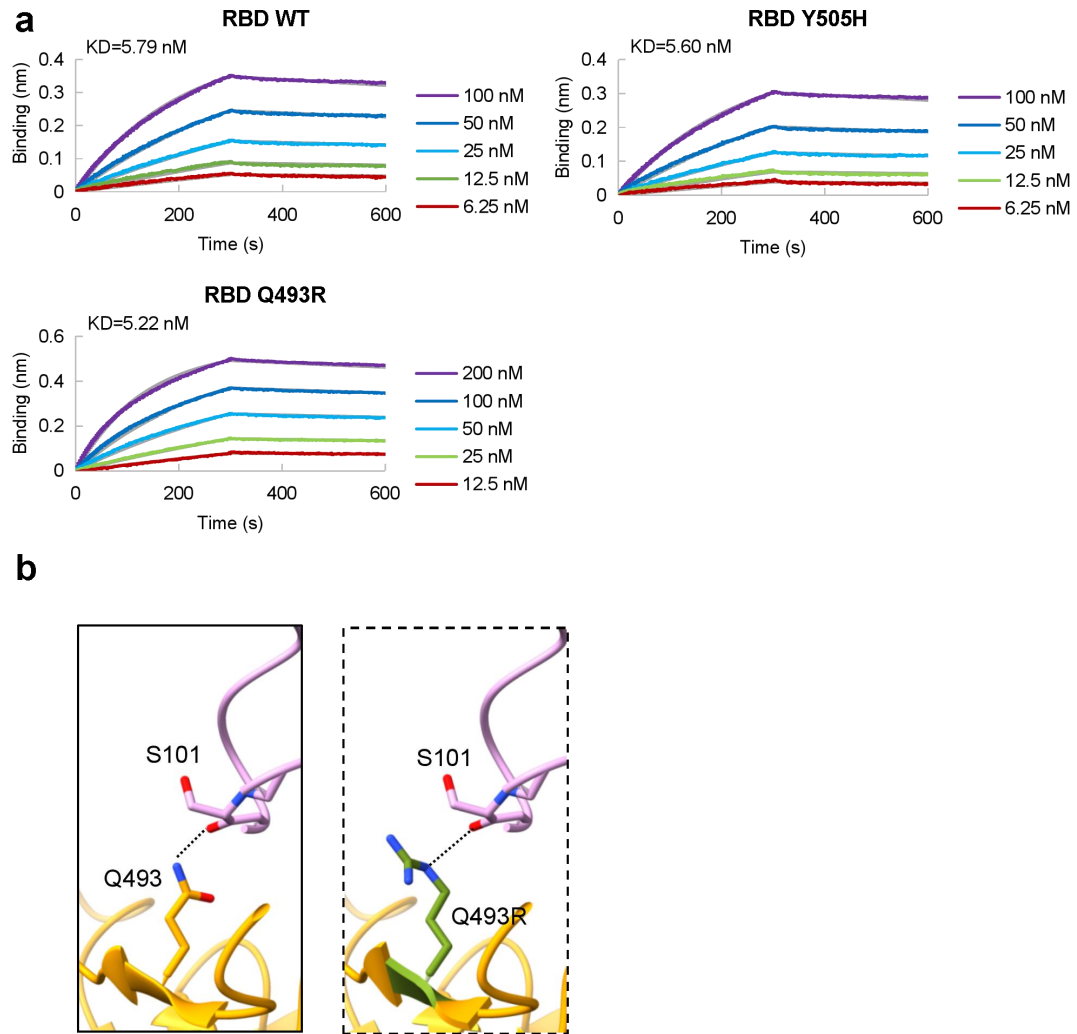 a
RBD WT
KD=5.79 nM
0.4
0.3
0.2
0.1
0
Binding (nm)
0 200 400 600
Time (s)
100 nM
50 nM
25 nM
12.5 nM
6.25 nM
RBD Y505H
KD=5.60 nM
0.4
0.3
0.2
0.1
0
Binding (nm)
0 200 400 600
Time (s)
100 nM
50 nM
25 nM
12.5 nM
6.25 nM
RBD Q493R
KD=5.22 nM
0.6
0.4
0.2
0
Binding (nm)
0 200 400 600
Time (s)
200 nM
100 nM
50 nM
25 nM
12.5 nM
b
S101
Q493
S101
Q493R